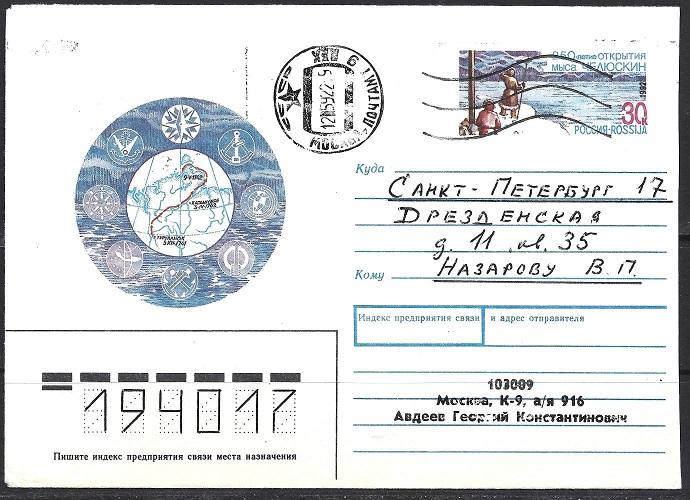 350-летие открытия
мыса ЧЕЛЮСКИН
1992
30
РОССИЯ·ROSSIJA
СССР
МОСКВА
ПОЧТАМТ
Куда
Санкт-Петербург 17
Дрезденская
д. 11 кв. 35
Кому
Назарову В.П.
Индекс предприятия связи и адрес отправителя
103009
Москва, К-9, а/я 916
Авдеев Георгий Константинович
194017
Пишите индекс предприятия связи места назначения